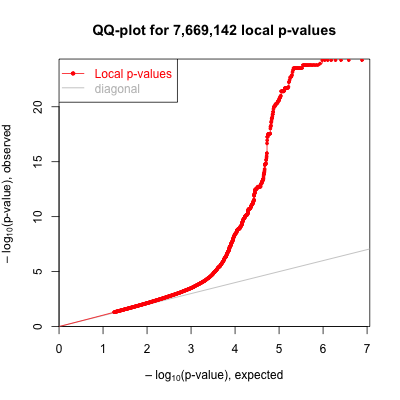 QQ-plot for 7,669,142 local p-values
Local p-values
diagonal
20
15
10
5
0
– log10(p-value), observed
0 1 2 3 4 5 6 7
– log10(p-value), expected